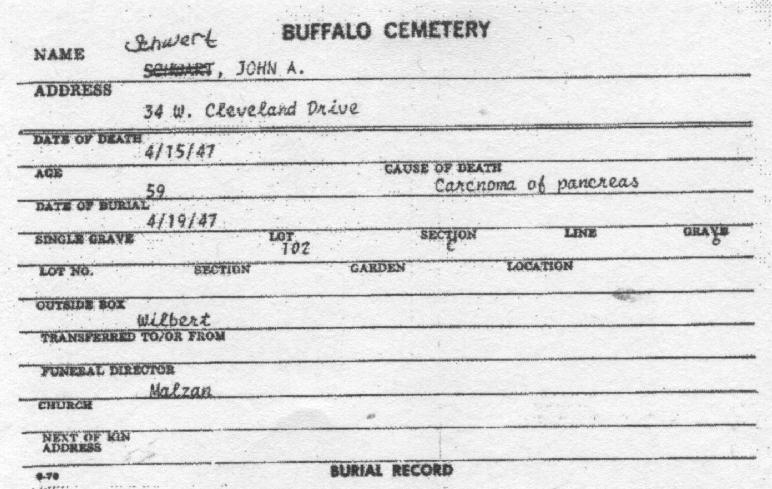 BUFFALO CEMETERY
Schwert
NAME
SCHWART, JOHN A.
ADDRESS
34 W. Cleveland Drive
DATE OF DEATH
4/15/47
AGE CAUSE OF DEATH
59 Carcnoma of pancreas
DATE OF BURIAL
4/19/47
SINGLE GRAVE LOT SECTION LINE GRAVE
102 C
LOT NO. SECTION GARDEN LOCATION
OUTSIDE BOX
Wilbert
TRANSFERRED TO/OR FROM
FUNERAL DIRECTOR
Malzan
CHURCH
NEXT OF KIN
ADDRESS
BURIAL RECORD